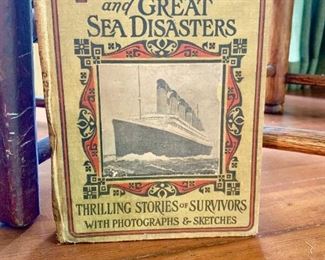 and GREAT
SEA DISASTERS
THRILLING STORIES OF SURVIVORS
WITH PHOTOGRAPHS & SKETCHES